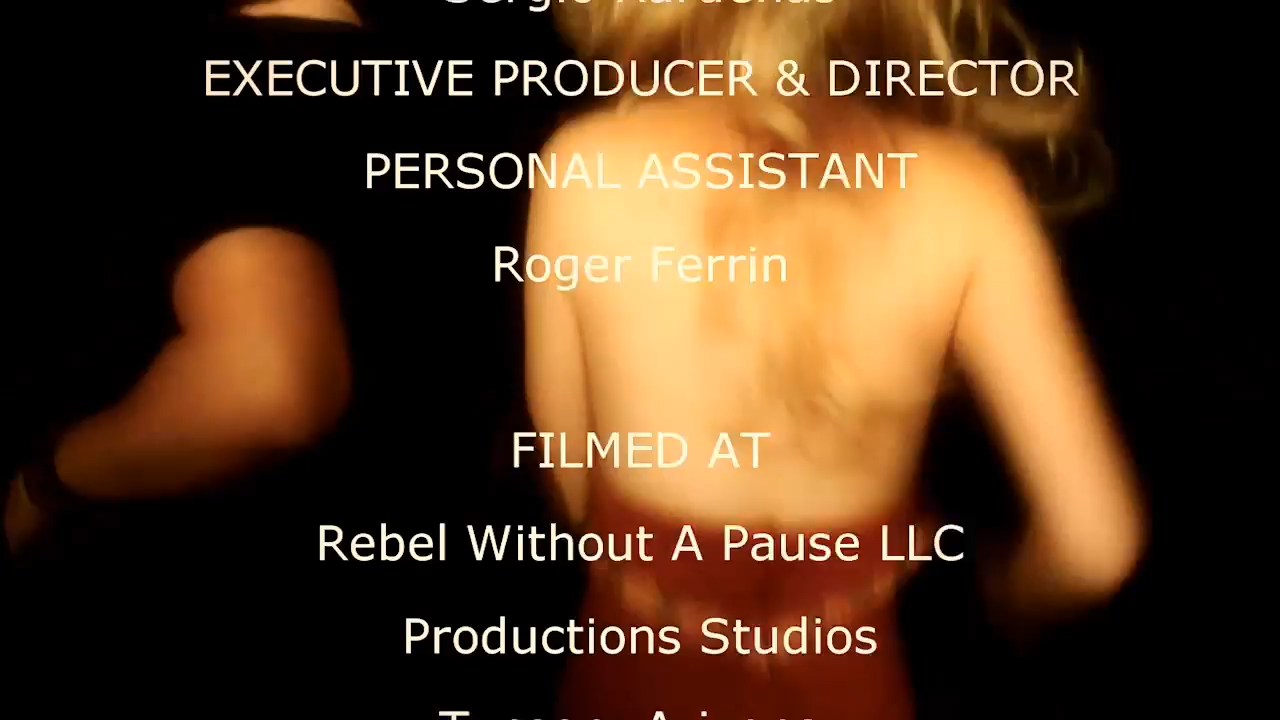 EXECUTIVE PRODUCER & DIRECTOR
PERSONAL ASSISTANT
Roger Ferrin
FILMED AT
Rebel Without A Pause LLC
Productions Studios